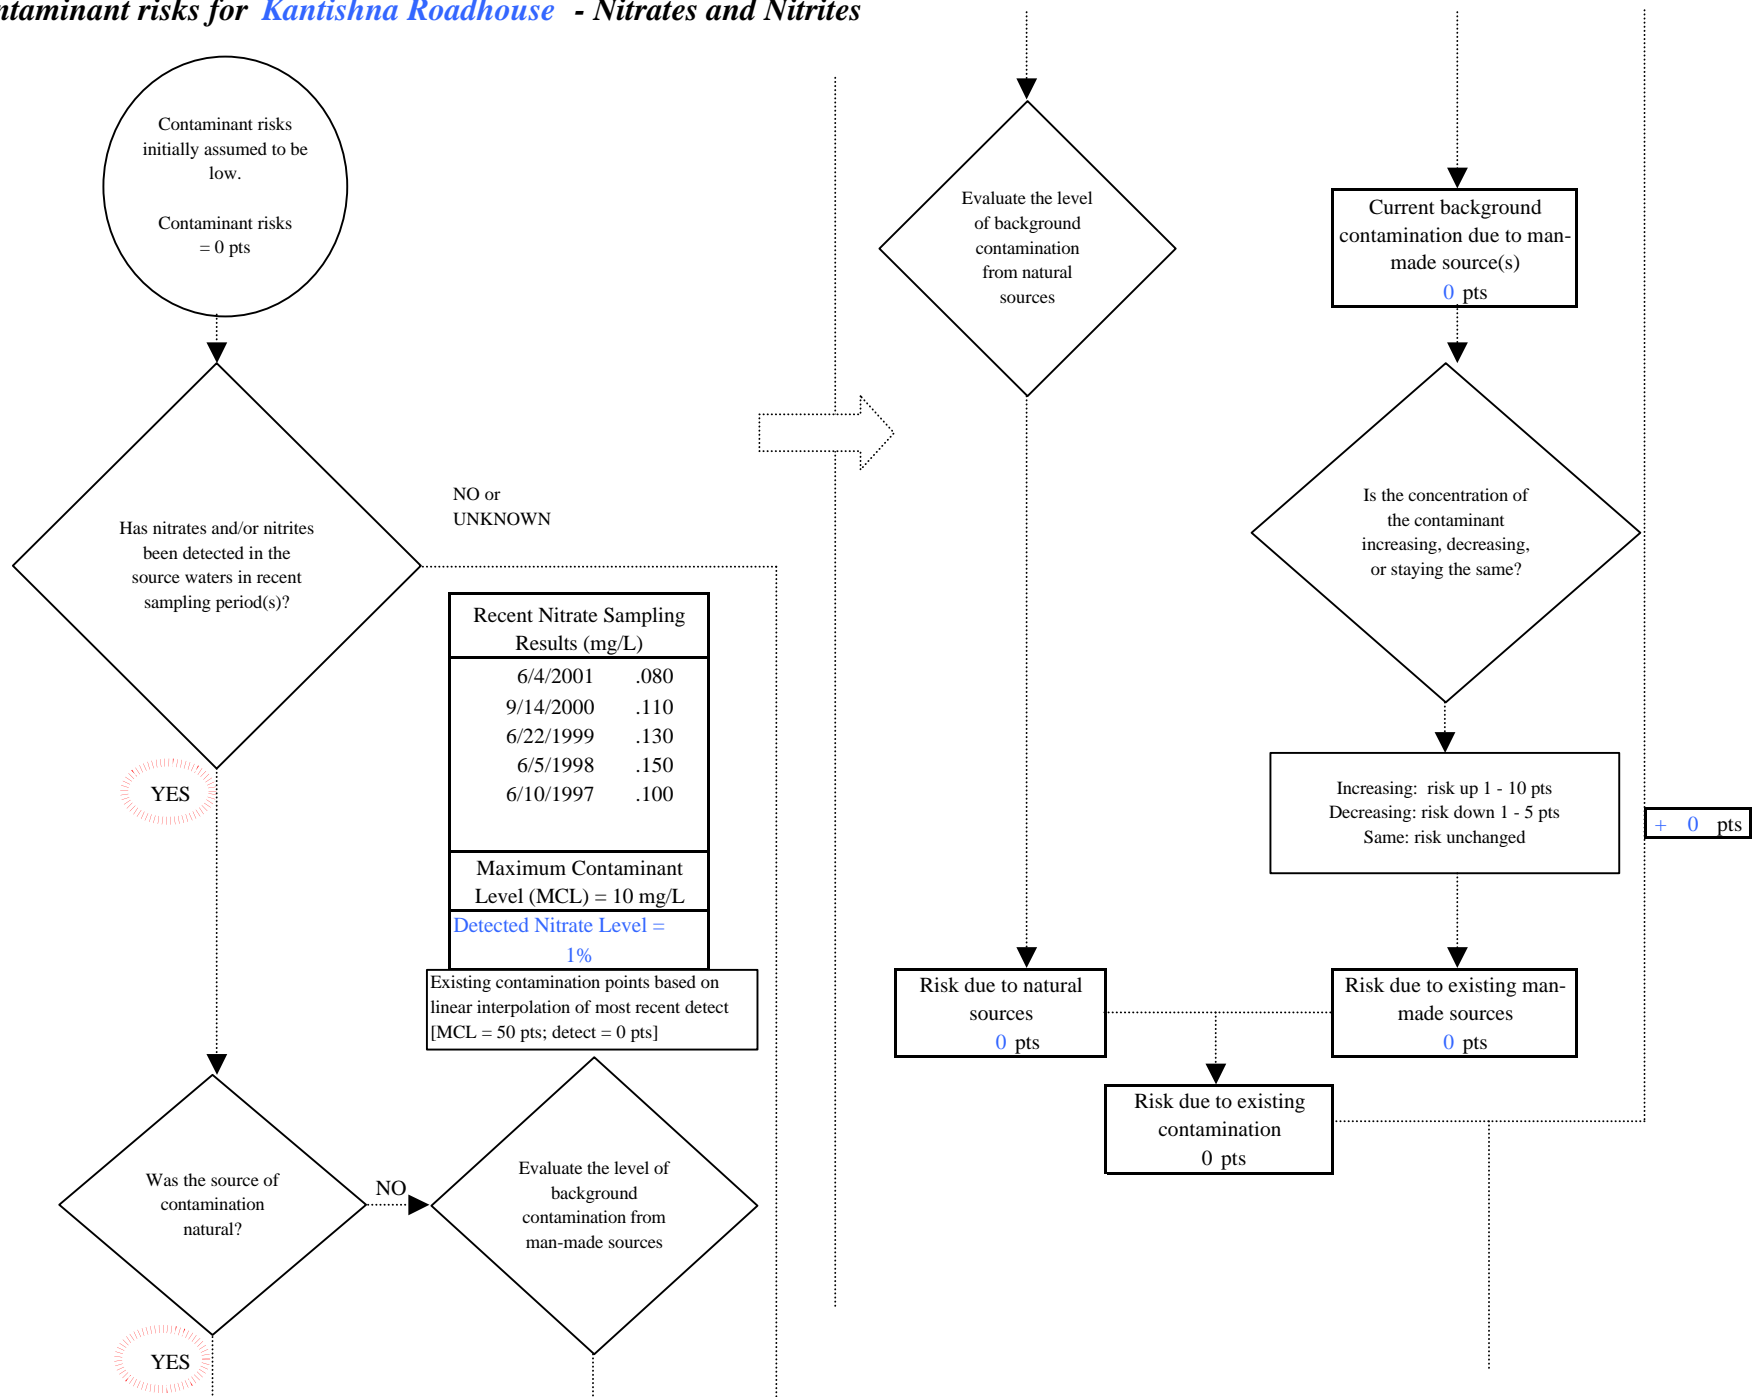 ntaminant risks for Kantishna Roadhouse - Nitrates and Nitrites
Contaminant risks
initially assumed to be
low.
Contaminant risks
= 0 pts
Has nitrates and/or nitrites
been detected in the
source waters in recent
sampling period(s)?
NO or
UNKNOWN
YES
Recent Nitrate Sampling
Results (mg/L)
6/4/2001 .080
9/14/2000 .110
6/22/1999 .130
6/5/1998 .150
6/10/1997 .100
Maximum Contaminant
Level (MCL) = 10 mg/L
Detected Nitrate Level =
1%
Existing contamination points based on
linear interpolation of most recent detect
[MCL = 50 pts; detect = 0 pts]
Was the source of
contamination
natural?
NO
YES
Evaluate the level of
background
contamination from
man-made sources
Evaluate the level
of background
contamination
from natural
sources
Current background
contamination due to man-
made source(s)
0 pts
Is the concentration of
the contaminant
increasing, decreasing,
or staying the same?
Increasing: risk up 1 - 10 pts
Decreasing: risk down 1 - 5 pts
Same: risk unchanged
+ 0 pts
Risk due to natural
sources
0 pts
Risk due to existing man-
made sources
0 pts
Risk due to existing
contamination
0 pts